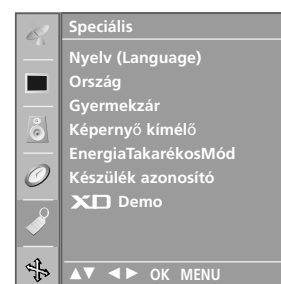 Speciális
Nyelv (Language)
Ország
Gyermekzár
Képernyő kímélő
EnergiaTakarékosMód
Készülék azonosító
XD Demo
▲▼ ◄► OK MENU